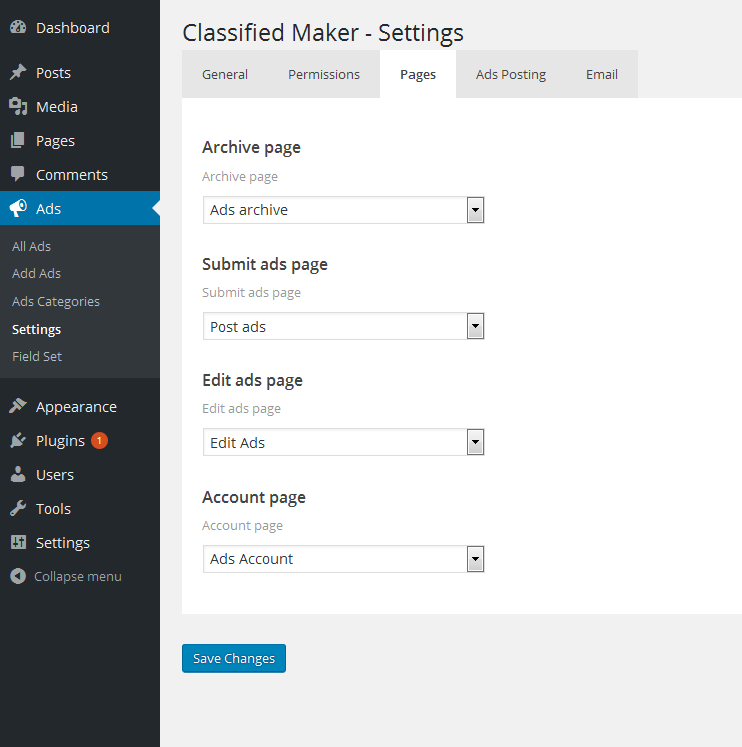 Dashboard
Posts
Media
Pages
Comments
Ads
All Ads
Add Ads
Ads Categories
Settings
Field Set
Appearance
Plugins 1
Users
Tools
Settings
Collapse menu
Classified Maker - Settings
General Permissions Pages Ads Posting Email
Archive page
Archive page
Ads archive
Submit ads page
Submit ads page
Post ads
Edit ads page
Edit ads page
Edit Ads
Account page
Account page
Ads Account
Save Changes